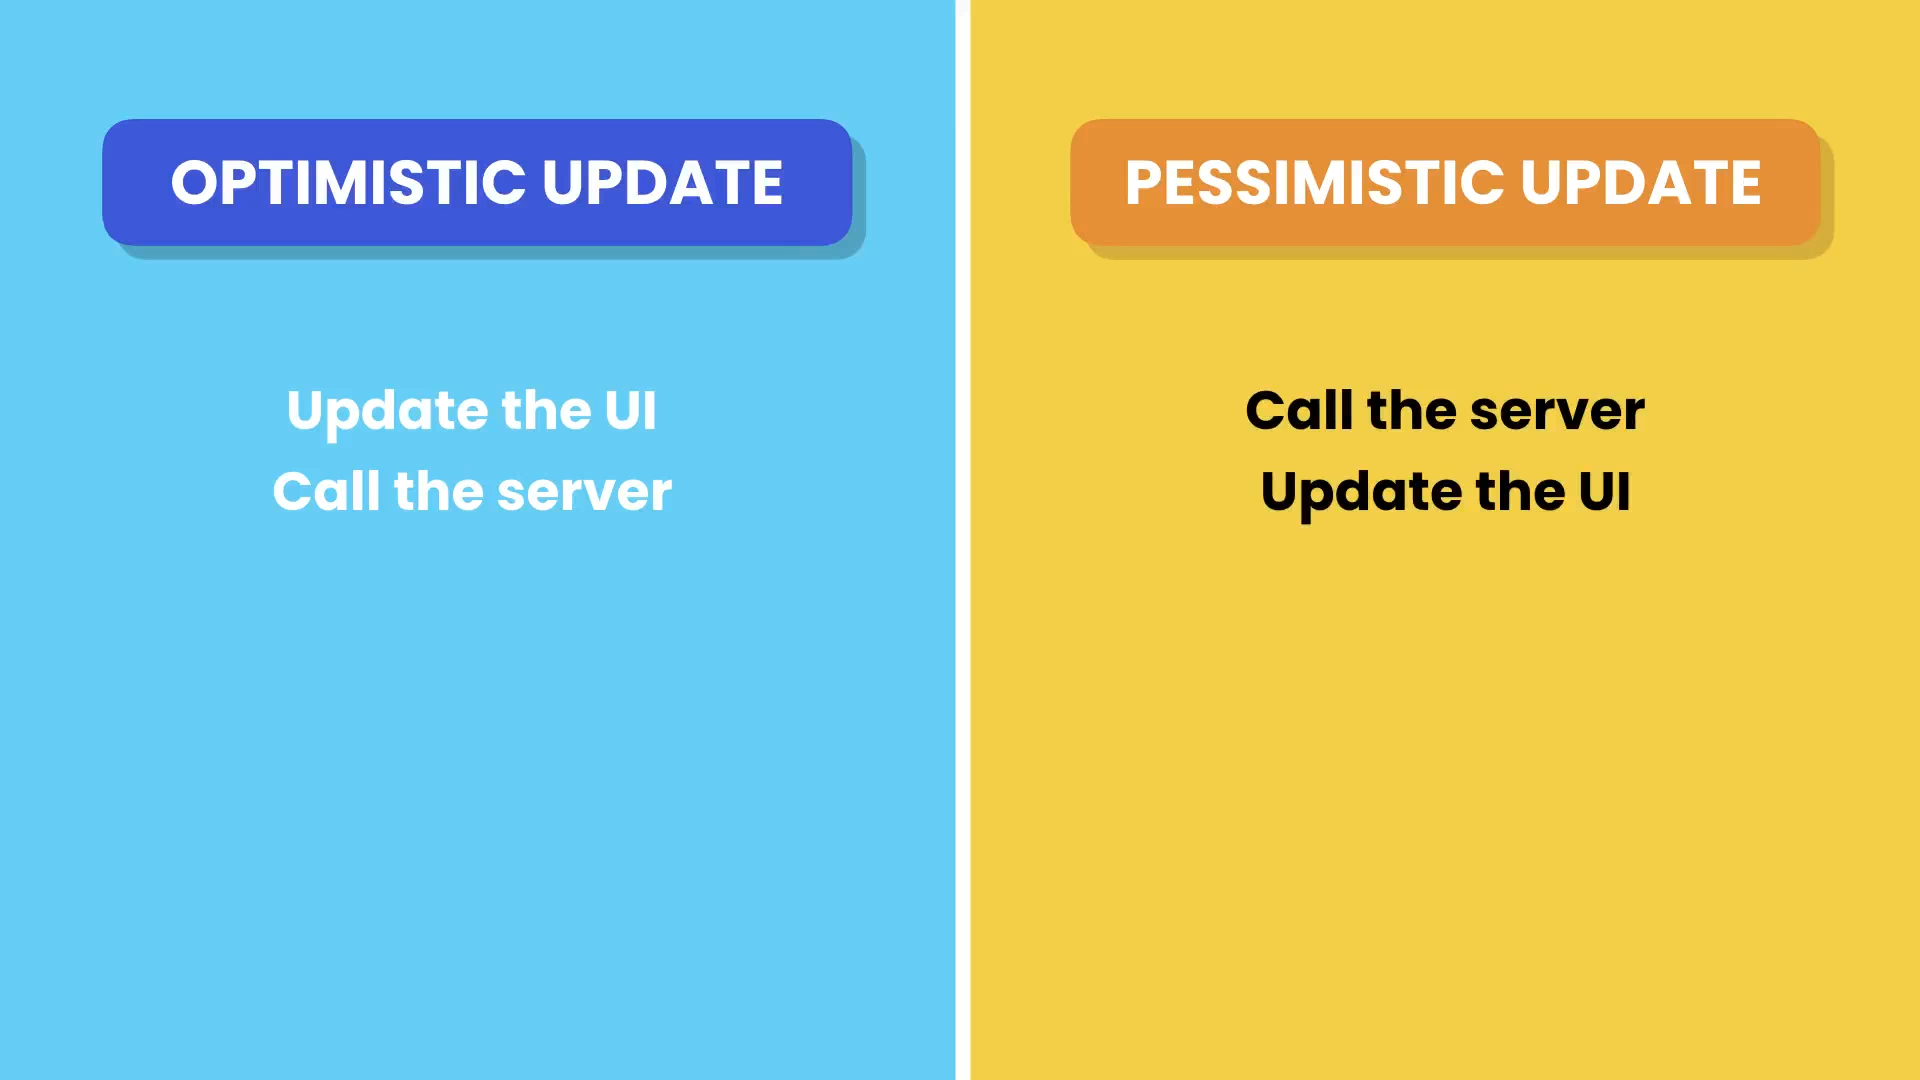 OPTIMISTIC UPDATE
Update the UI
Call the server
PESSIMISTIC UPDATE
Call the server
Update the UI